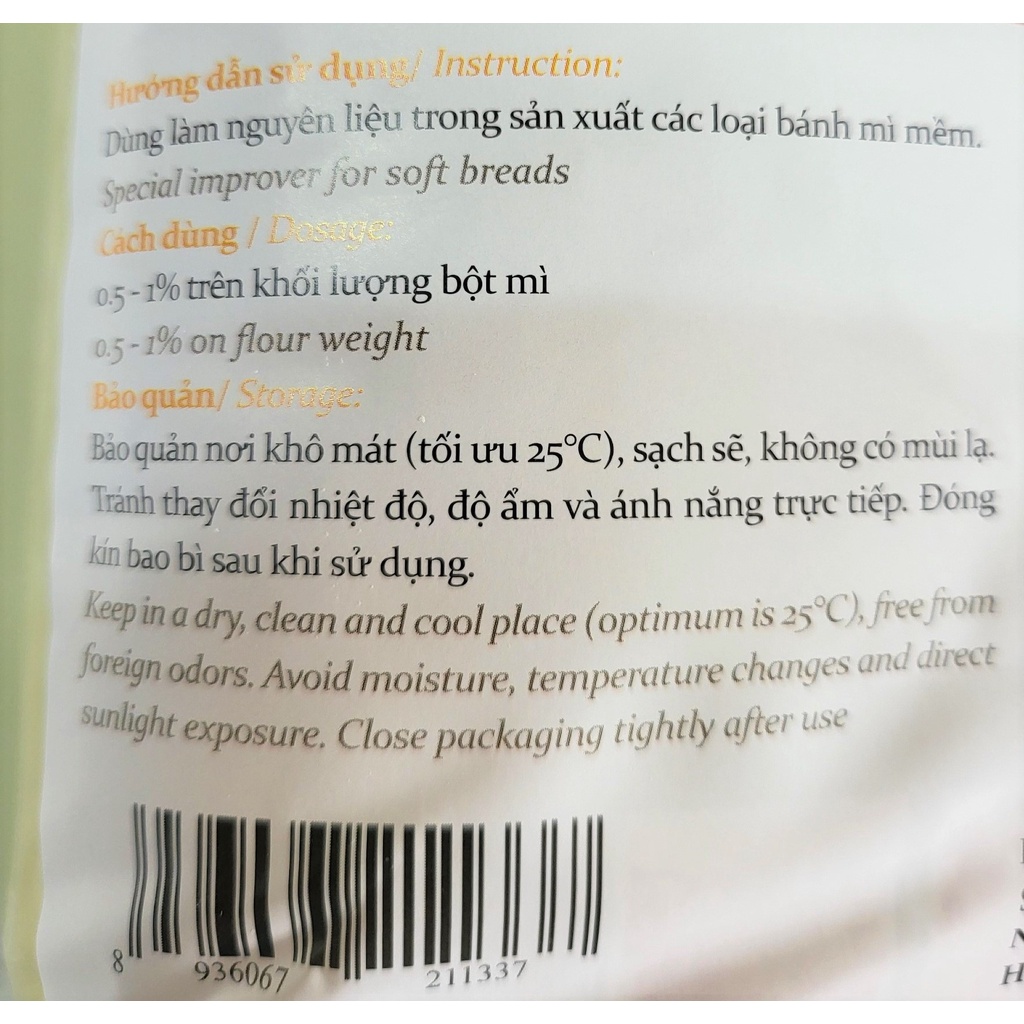 Hướng dẫn sử dụng/ Instruction:
Dùng làm nguyên liệu trong sản xuất các loại bánh mì mềm.
Special improver for soft breads
Cách dùng / Dosage:
0.5 - 1% trên khối lượng bột mì
0.5 - 1% on flour weight
Bảo quản/ Storage:
Bảo quản nơi khô mát (tối ưu 25°C), sạch sẽ, không có mùi lạ.
Tránh thay đổi nhiệt độ, độ ẩm và ánh nắng trực tiếp. Đóng
kín bao bì sau khi sử dụng.
Keep in a dry, clean and cool place (optimum is 25°C), free from
foreign odors. Avoid moisture, temperature changes and direct
sunlight exposure. Close packaging tightly after use
8 936067 211337